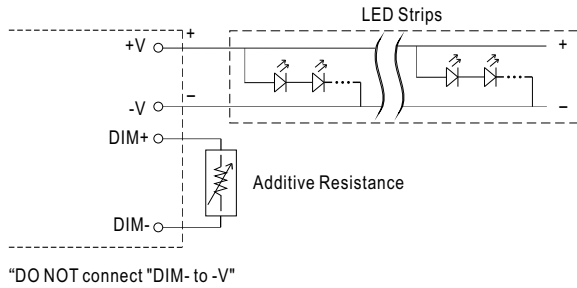 LED Strips
+V
+
+
-V
–
–
DIM+
Additive Resistance
DIM-
“DO NOT connect "DIM- to -V"